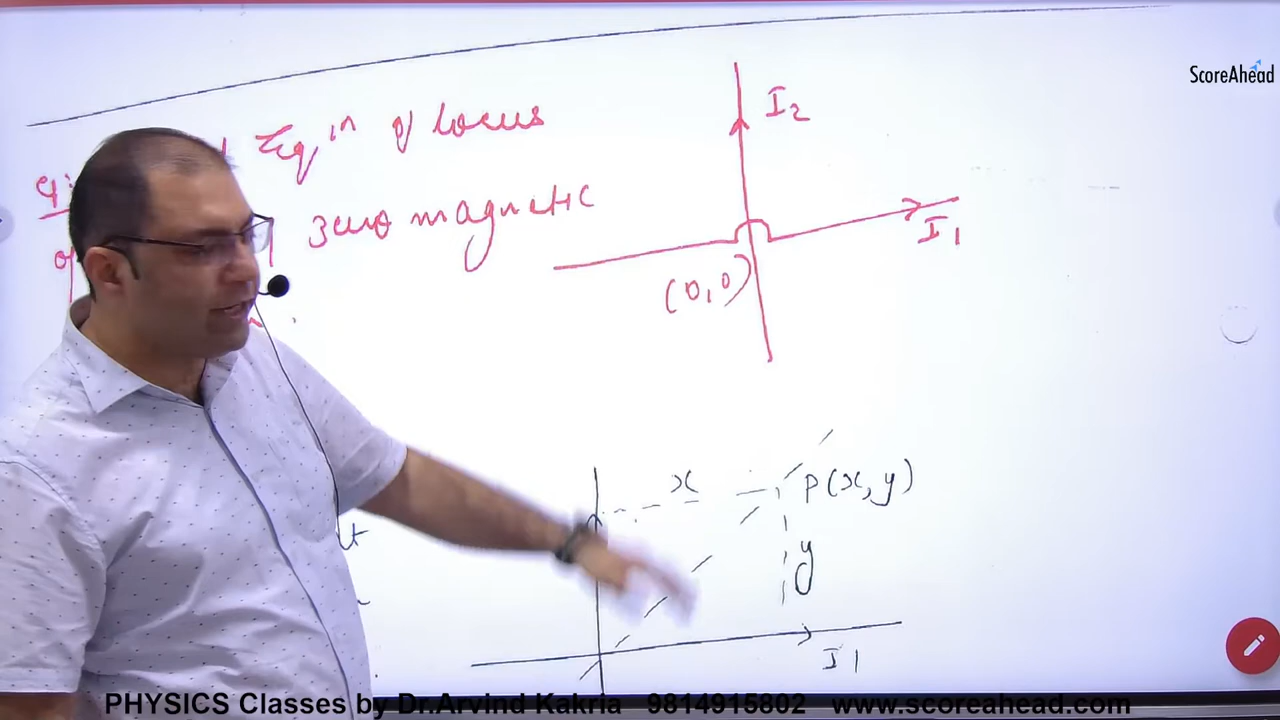 ScoreAhead
Eqⁱⁿ of locus
zero magnetic
I₂
I₁
(0,0)
x
P(x,y)
y
I₁
PHYSICS Classes by Dr.Arvind Kakria 9814915802 www.scoreahead.com